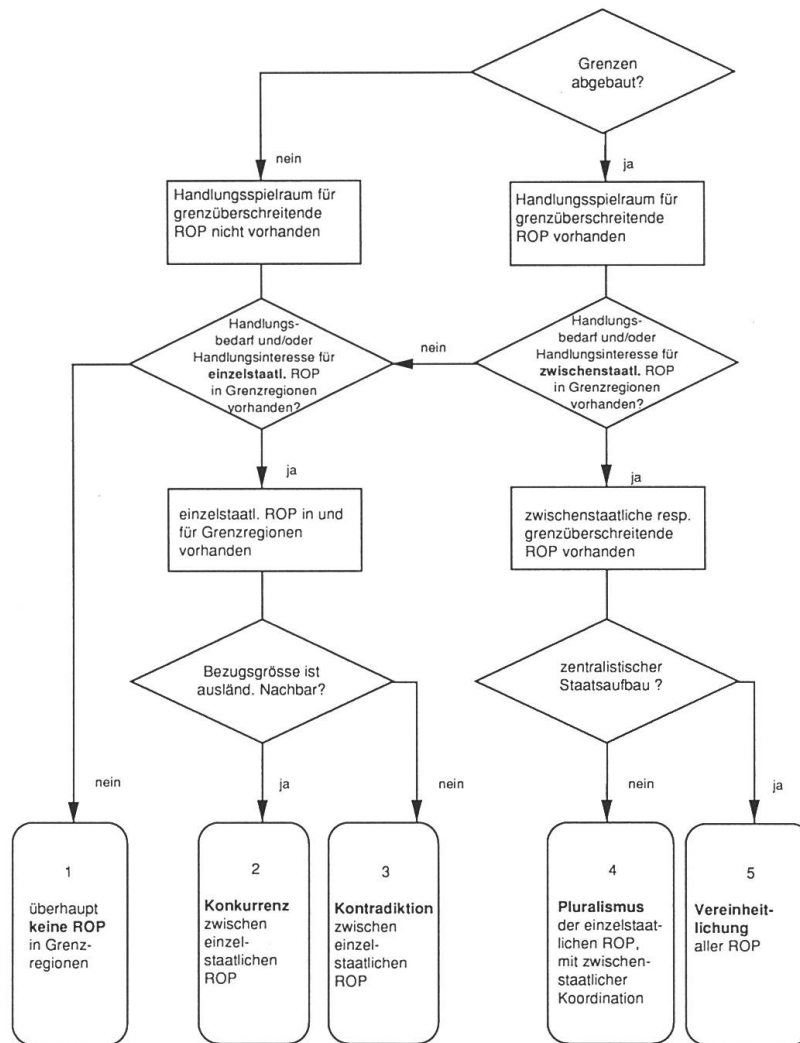 Grenzen
abgebaut?
nein
ja
Handlungsspielraum für
grenzüberschreitende
ROP nicht vorhanden
Handlungsspielraum für
grenzüberschreitende
ROP vorhanden
Handlungs-
bedarf und/oder
Handlungsinteresse für
einzelstaatl. ROP
in Grenzregionen
vorhanden?
nein
Handlungs-
bedarf und/oder
Handlungsinteresse für
zwischenstaatl. ROP
in Grenzregionen
vorhanden?
ja
ja
einzelstaatl. ROP in und
für Grenzregionen
vorhanden
zwischenstaatliche resp.
grenzüberschreitende
ROP vorhanden
Bezugsgrösse ist
ausländ. Nachbar?
zentralistischer
Staatsaufbau ?
nein
ja
nein
nein
ja
1
überhaupt
keine ROP
in Grenz-
regionen
2
Konkurrenz
zwischen
einzel-
staatlichen
ROP
3
Kontradiktion
zwischen
einzel-
staatlichen
ROP
4
Pluralismus
der einzelstaat-
lichen ROP,
mit zwischen-
staatlicher
Koordination
5
Vereinheit-
lichung
aller ROP